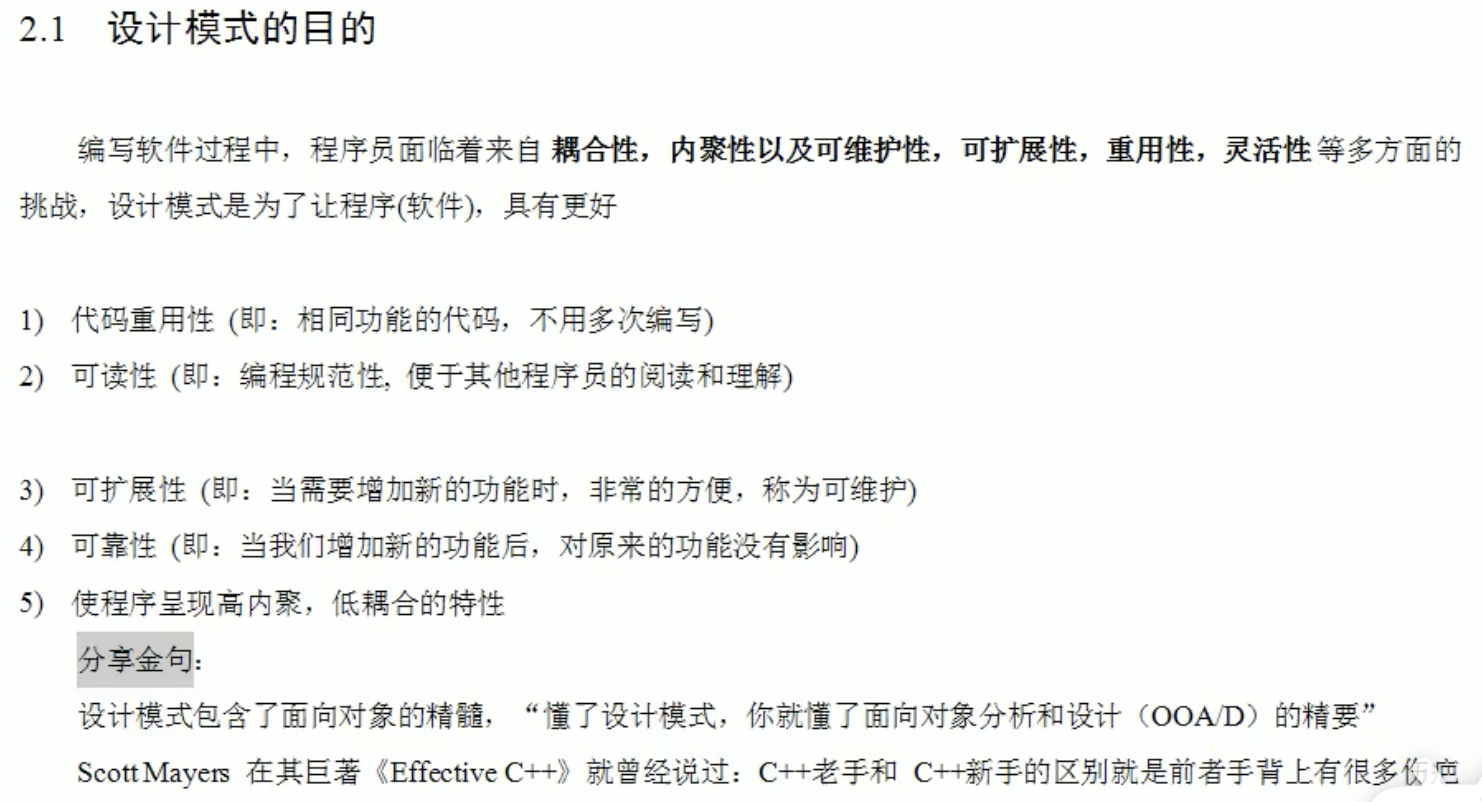 2.1 设计模式的目的
编写软件过程中，程序员面临着来自 耦合性，内聚性以及可维护性，可扩展性，重用性，灵活性 等多方面的
挑战，设计模式是为了让程序(软件)，具有更好
1) 代码重用性 (即：相同功能的代码，不用多次编写)
2) 可读性 (即：编程规范性, 便于其他程序员的阅读和理解)
3) 可扩展性 (即：当需要增加新的功能时，非常的方便，称为可维护)
4) 可靠性 (即：当我们增加新的功能后，对原来的功能没有影响)
5) 使程序呈现高内聚，低耦合的特性
分享金句：
设计模式包含了面向对象的精髓，“懂了设计模式，你就懂了面向对象分析和设计（OOA/D）的精要”
Scott Mayers 在其巨著《Effective C++》就曾经说过：C++老手和 C++新手的区别就是前者手背上有很多伤疤